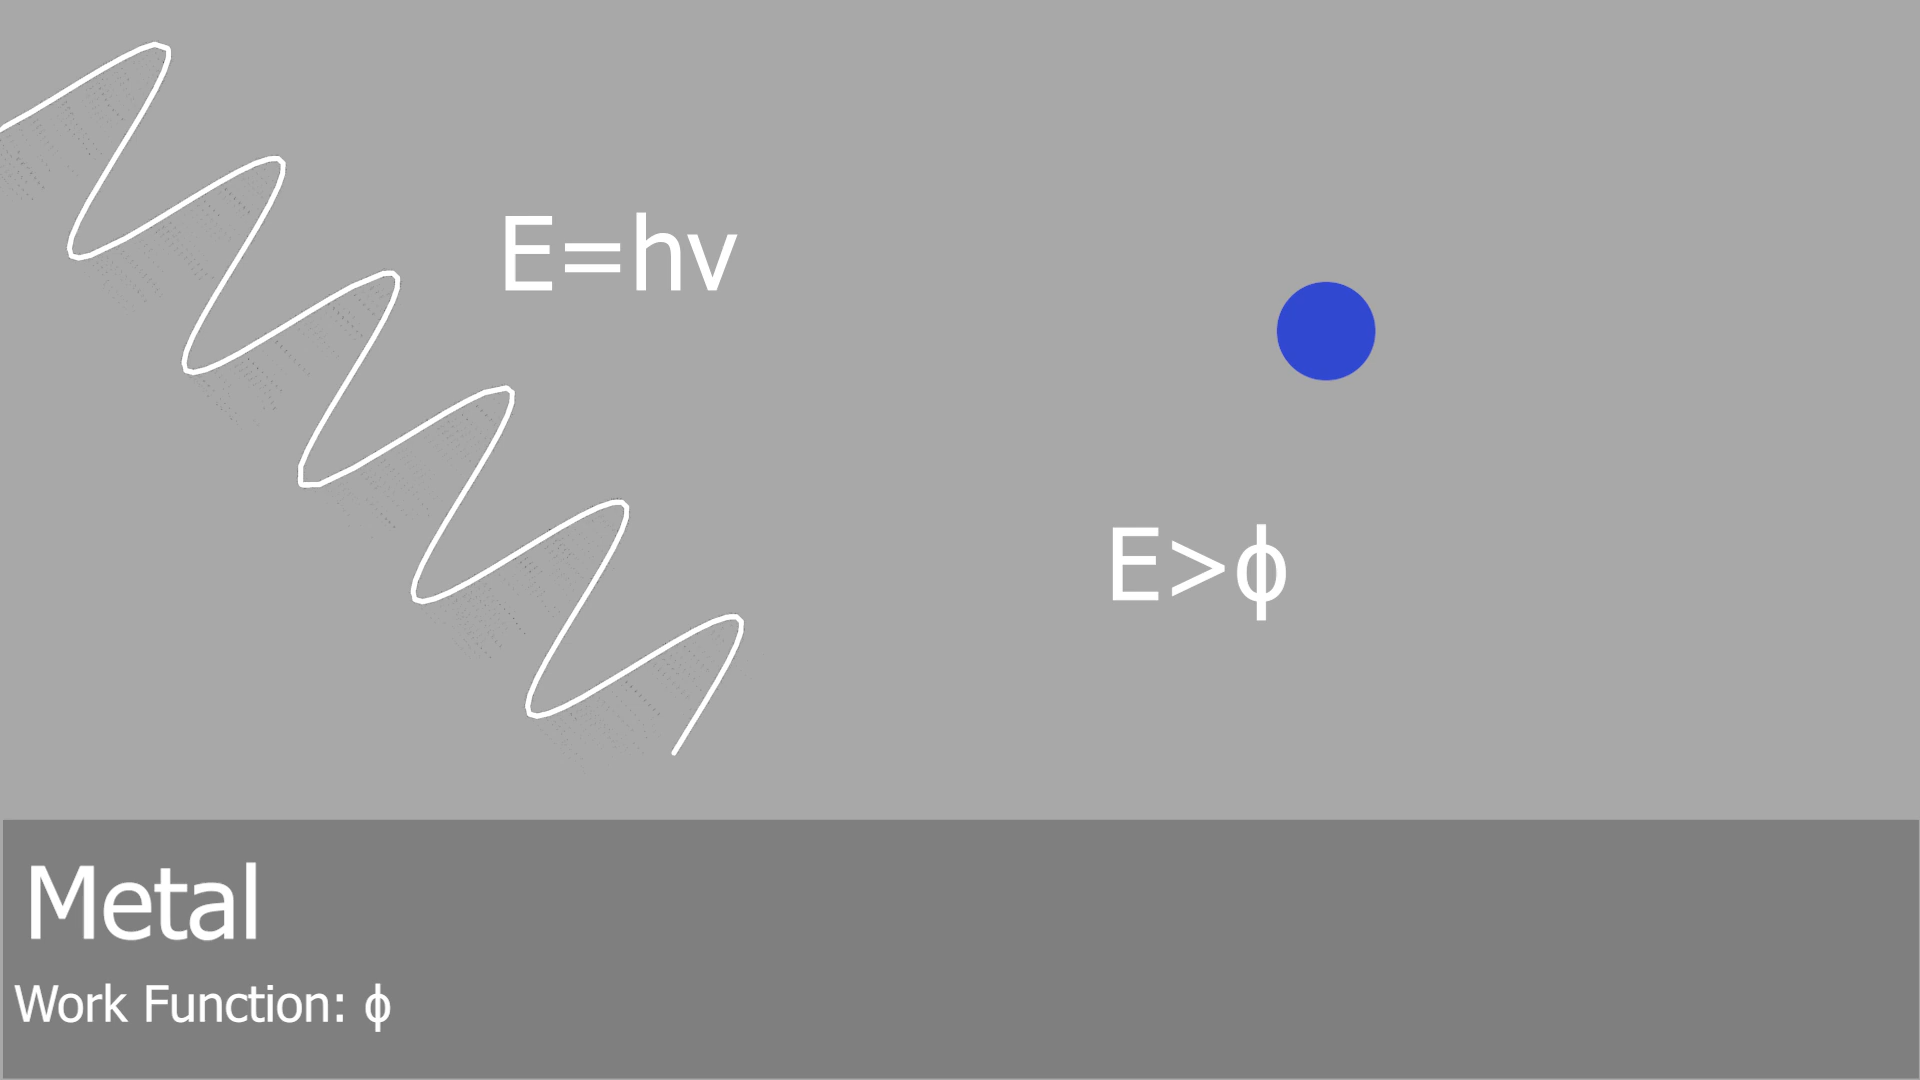 E=hv
E>ϕ
Metal
Work Function: ϕ